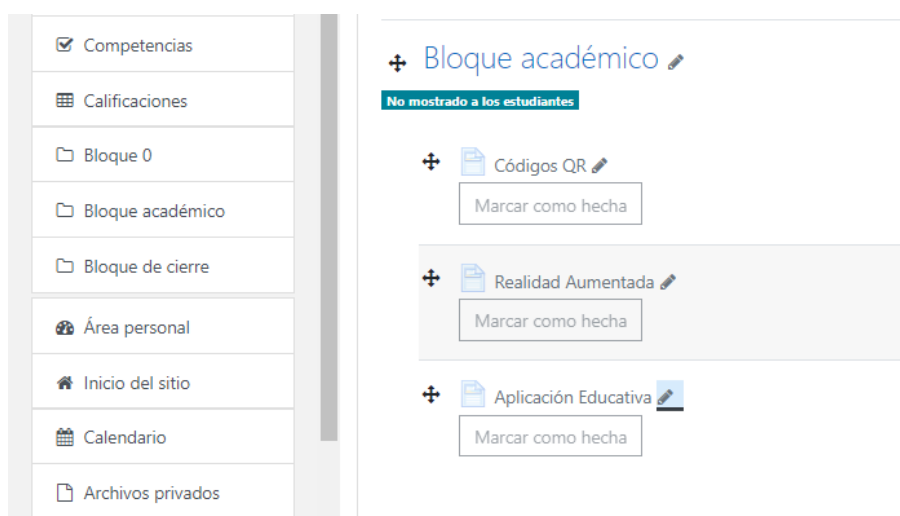 Competencias
Calificaciones
Bloque 0
Bloque académico
Bloque de cierre
Área personal
Inicio del sitio
Calendario
Archivos privados
Bloque académico
No mostrado a los estudiantes
Códigos QR
Marcar como hecha
Realidad Aumentada
Marcar como hecha
Aplicación Educativa
Marcar como hecha